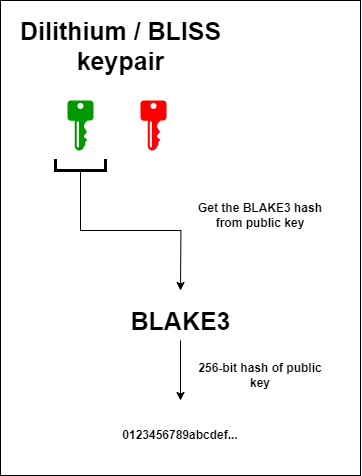 Dilithium / BLISS
keypair
Get the BLAKE3 hash
from public key
BLAKE3
256-bit hash of public
key
0123456789abcdef...